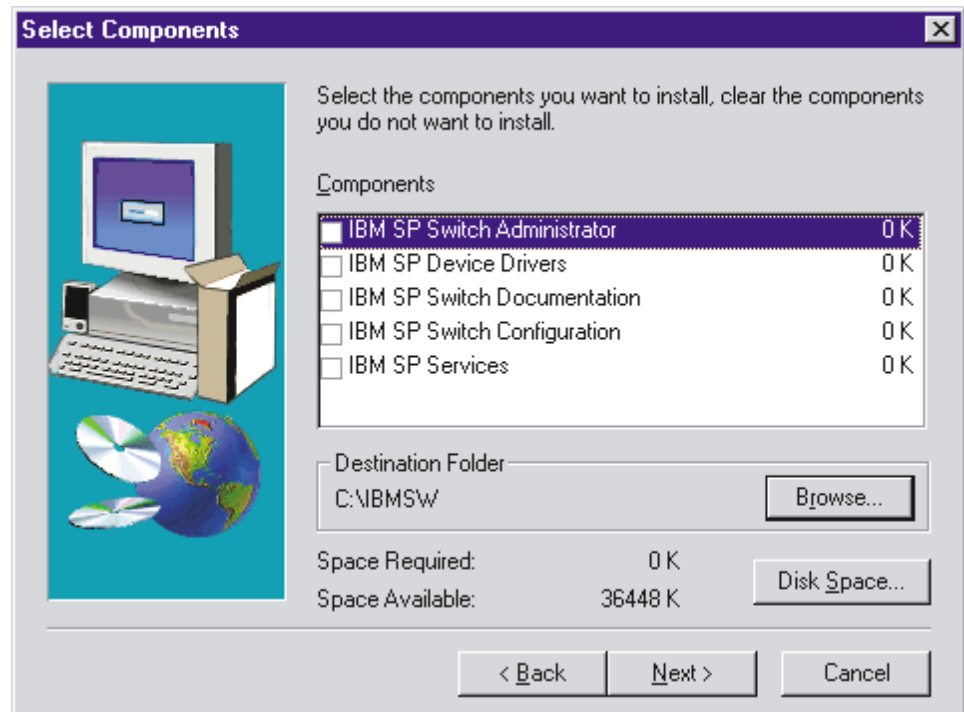 Select Components
Select the components you want to install, clear the components
you do not want to install.
Components
IBM SP Switch Administrator 0 K
IBM SP Device Drivers 0 K
IBM SP Switch Documentation 0 K
IBM SP Switch Configuration 0 K
IBM SP Services 0 K
Destination Folder
C:\IBMSW Browse...
Space Required: 0 K
Disk Space...
Space Available: 36448 K
< Back Next > Cancel